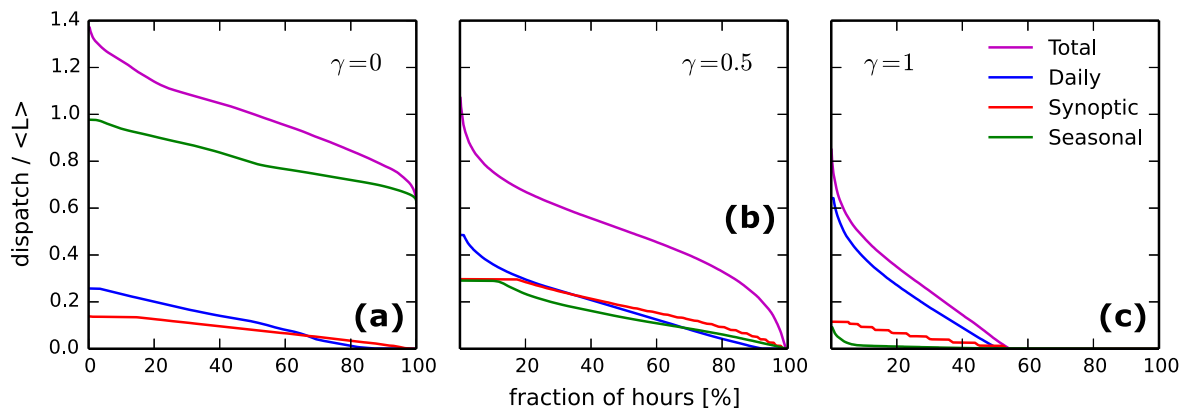 1.4
1.2
1.0
0.8
0.6
0.4
0.2
0.0
dispatch / <L>
γ=0
(a)
0 20 40 60 80 100
γ=0.5
(b)
0 20 40 60 80 100
γ=1
Total
Daily
Synoptic
Seasonal
(c)
0 20 40 60 80 100
fraction of hours [%]